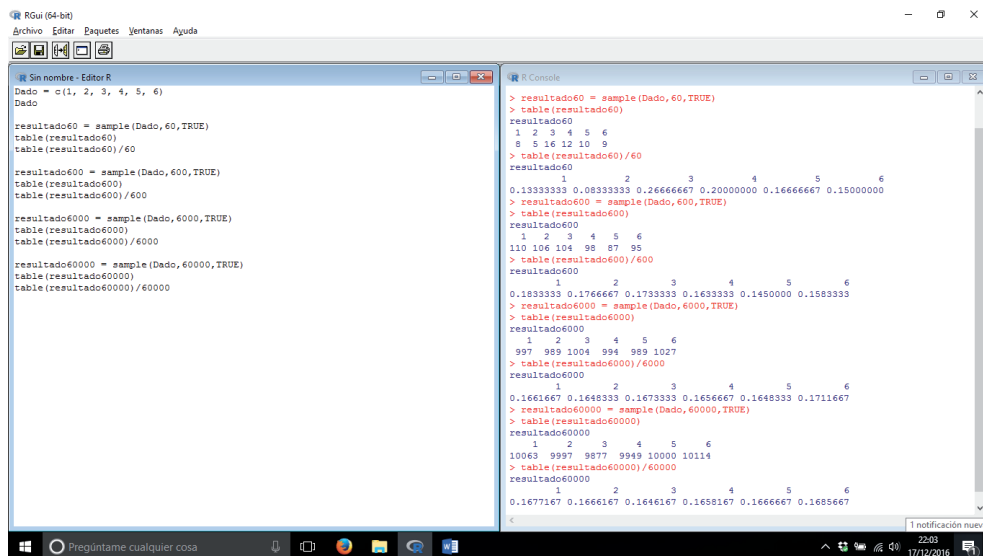 RGui (64-bit)
Archivo Editar Paquetes Ventanas Ayuda
Sin nombre - Editor R
Dado = c(1, 2, 3, 4, 5, 6)
Dado
resultado60 = sample(Dado,60,TRUE)
table(resultado60)
table(resultado60)/60
resultado600 = sample(Dado,600,TRUE)
table(resultado600)
table(resultado600)/600
resultado6000 = sample(Dado,6000,TRUE)
table(resultado6000)
table(resultado6000)/6000
resultado60000 = sample(Dado,60000,TRUE)
table(resultado60000)
table(resultado60000)/60000
R Console
> resultado60 = sample(Dado,60,TRUE)
> table(resultado60)
resultado60
1 2 3 4 5 6
8 5 16 12 10 9
> table(resultado60)/60
resultado60
1 2 3 4 5 6
0.13333333 0.08333333 0.26666667 0.20000000 0.16666667 0.15000000
> resultado600 = sample(Dado,600,TRUE)
> table(resultado600)
resultado600
1 2 3 4 5 6
110 106 104 98 87 95
> table(resultado600)/600
resultado600
1 2 3 4 5 6
0.1833333 0.1766667 0.1733333 0.1633333 0.1450000 0.1583333
> resultado6000 = sample(Dado,6000,TRUE)
> table(resultado6000)
resultado6000
1 2 3 4 5 6
997 989 1004 994 989 1027
> table(resultado6000)/6000
resultado6000
1 2 3 4 5 6
0.1661667 0.1648333 0.1673333 0.1656667 0.1648333 0.1711667
> resultado60000 = sample(Dado,60000,TRUE)
> table(resultado60000)
resultado60000
1 2 3 4 5 6
10063 9997 9877 9949 10000 10114
> table(resultado60000)/60000
resultado60000
1 2 3 4 5 6
0.1677167 0.1666167 0.1646167 0.1658167 0.1666667 0.1685667
1 notificación nuev
Pregúntame cualquier cosa
22:03
17/12/2016